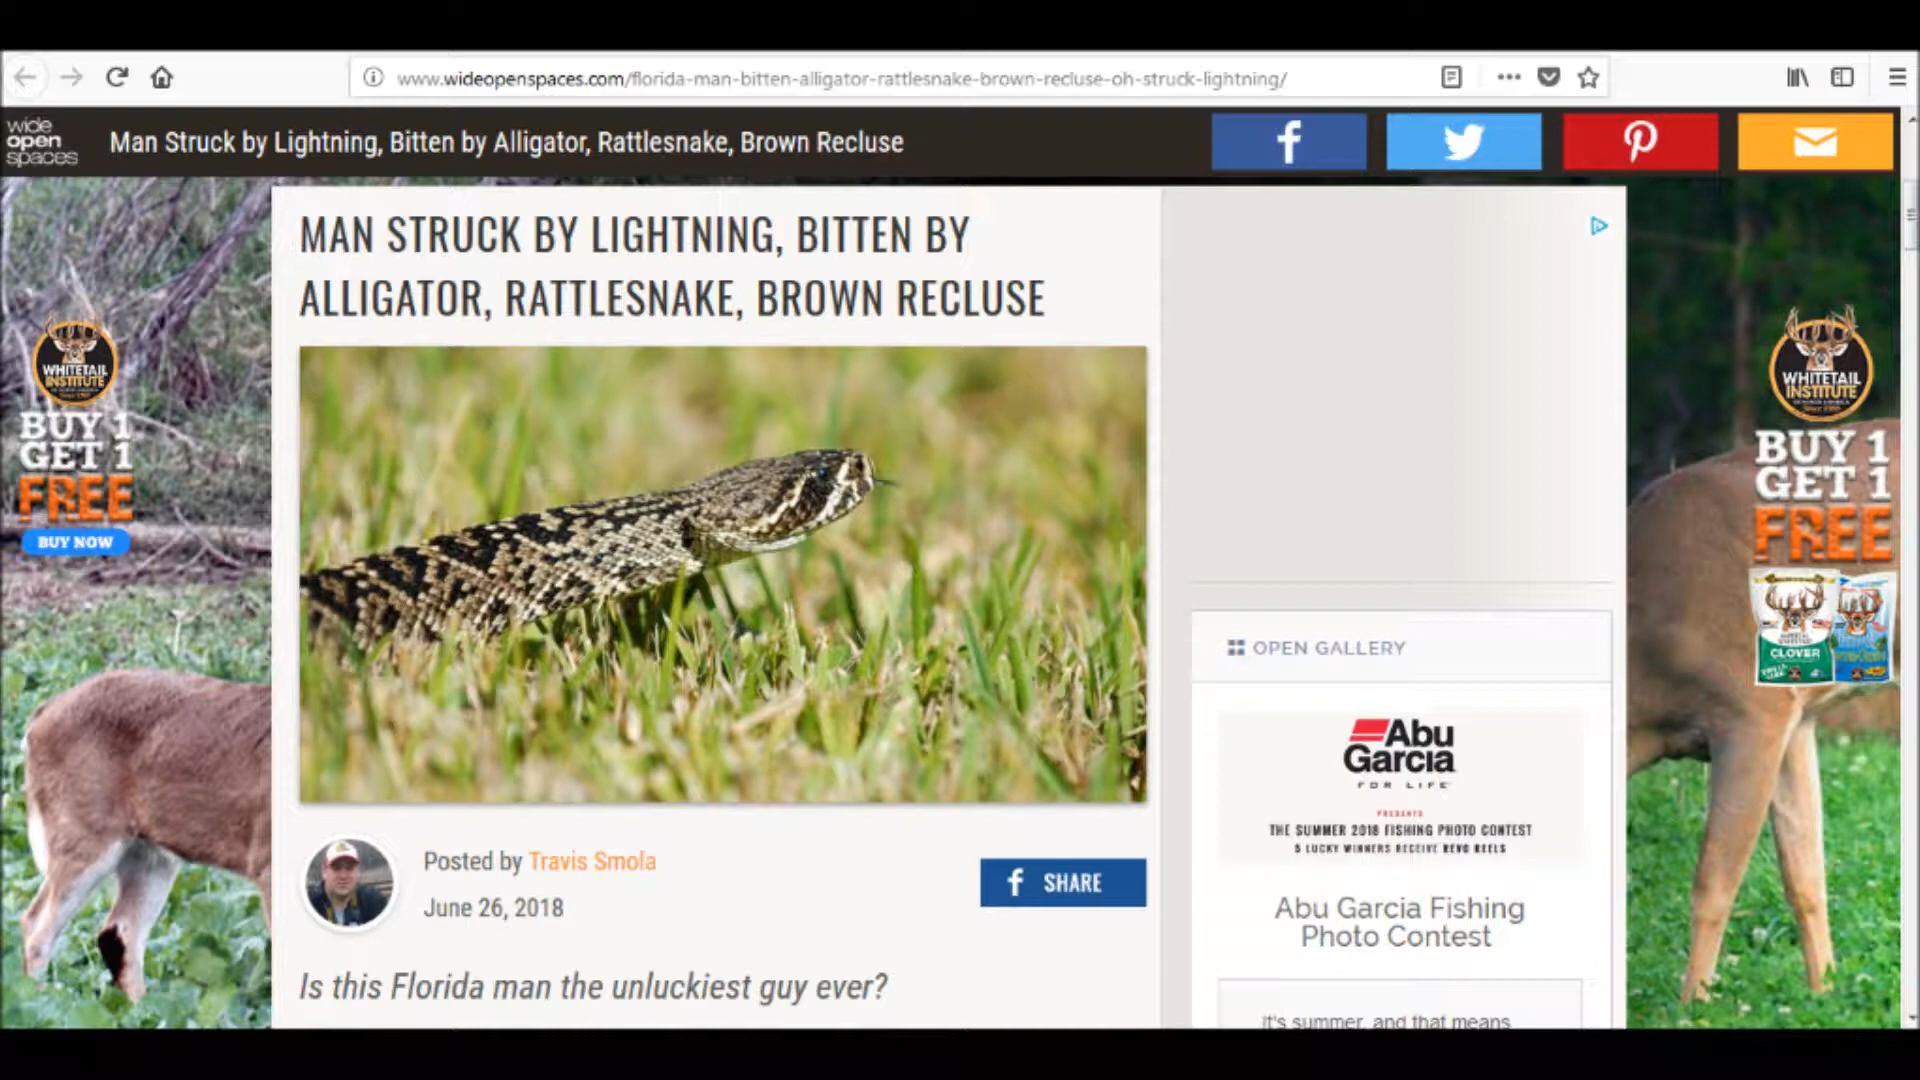 www.wideopenspaces.com/florida-man-bitten-alligator-rattlesnake-brown-recluse-oh-struck-lightning/
wide
open
spaces
Man Struck by Lightning, Bitten by Alligator, Rattlesnake, Brown Recluse
MAN STRUCK BY LIGHTNING, BITTEN BY
ALLIGATOR, RATTLESNAKE, BROWN RECLUSE
WHITETAIL
INSTITUTE
BUY 1
GET 1
FREE
BUY NOW
WHITETAIL
INSTITUTE
BUY 1
GET 1
FREE
CLOVER
OPEN GALLERY
Abu
Garcia
FOR LIFE
PRESENTS
THE SUMMER 2018 FISHING PHOTO CONTEST
5 LUCKY WINNERS RECEIVE REVO REELS
Abu Garcia Fishing
Photo Contest
It's summer, and that means
Posted by Travis Smola
June 26, 2018
f SHARE
Is this Florida man the unluckiest guy ever?